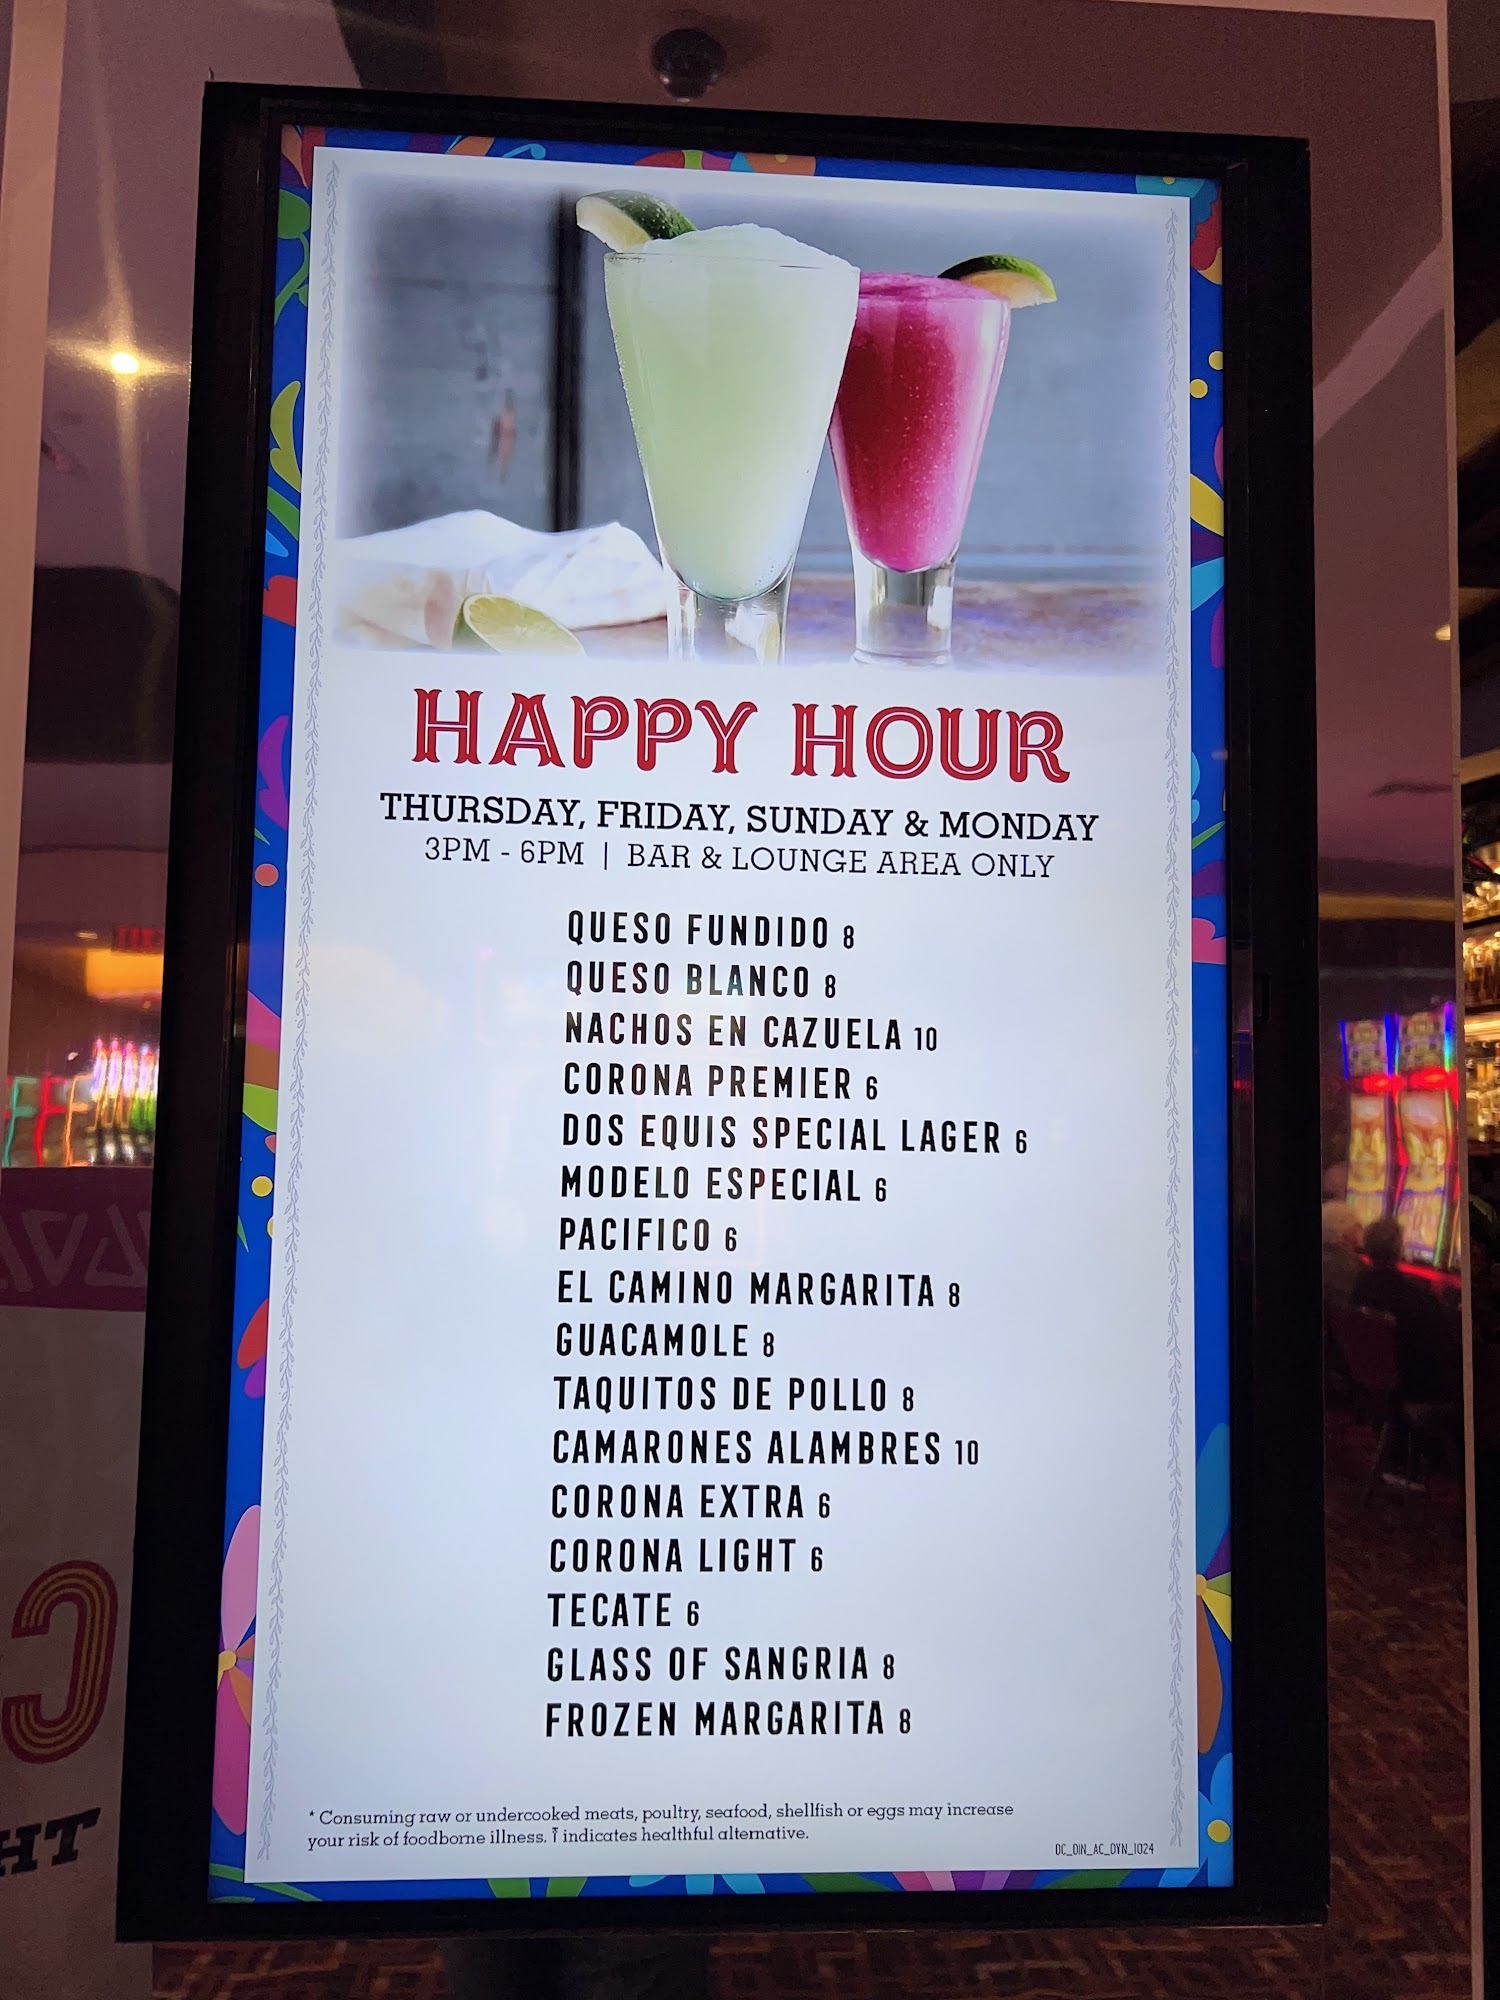 HAPPY HOUR
THURSDAY, FRIDAY, SUNDAY & MONDAY
3PM - 6PM | BAR & LOUNGE AREA ONLY
QUESO FUNDIDO 8
QUESO BLANCO 8
NACHOS EN CAZUELA 10
CORONA PREMIER 6
DOS EQUIS SPECIAL LAGER 6
MODELO ESPECIAL 6
PACIFICO 6
EL CAMINO MARGARITA 8
GUACAMOLE 8
TAQUITOS DE POLLO 8
CAMARONES ALAMBRES 10
CORONA EXTRA 6
CORONA LIGHT 6
TECATE 6
GLASS OF SANGRIA 8
FROZEN MARGARITA 8
* Consuming raw or undercooked meats, poultry, seafood, shellfish or eggs may increase
your risk of foodborne illness. † indicates healthful alternative.
DC_DIN_AC_DYN_1024
HT